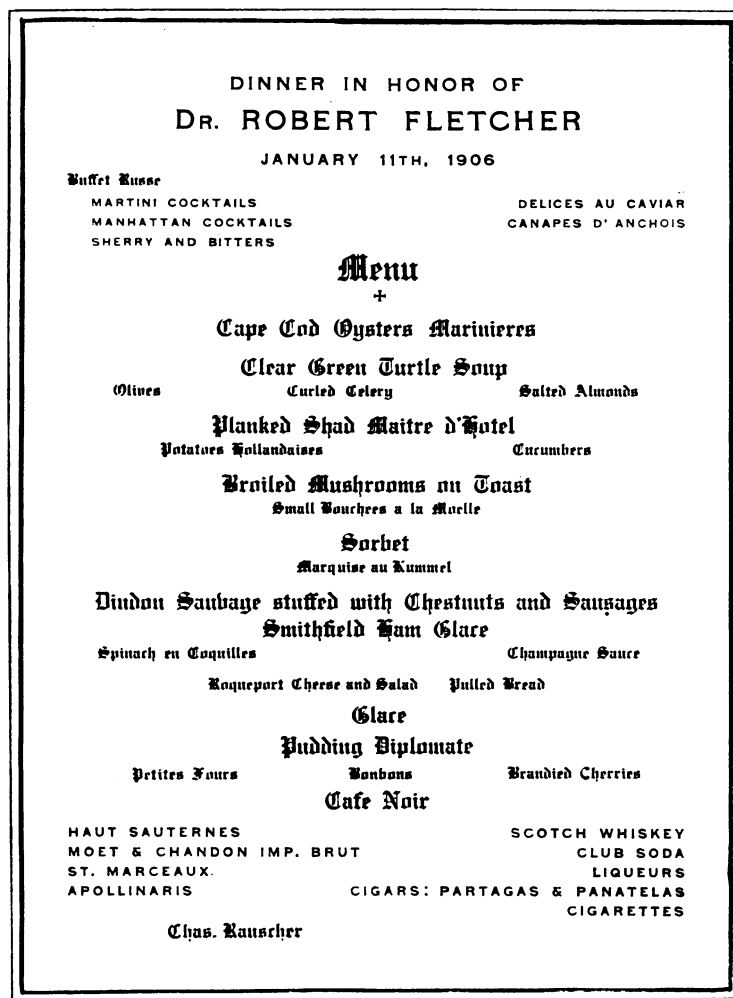 DINNER IN HONOR OF
DR. ROBERT FLETCHER
JANUARY 11TH, 1906
Buffet Russe
MARTINI COCKTAILS DELICES AU CAVIAR
MANHATTAN COCKTAILS CANAPES D' ANCHOIS
SHERRY AND BITTERS
Menu
Cape Cod Oysters Marinieres
Clear Green Turtle Soup
Olives Curled Celery Salted Almonds
Planked Shad Maitre d'Hotel
Potatoes Hollandaises Cucumbers
Broiled Mushrooms on Toast
Small Bouchees a la Moelle
Sorbet
Marquise au Kummel
Dindon Sauvage stuffed with Chestnuts and Sausages
Smithfield Ham Glace
Spinach en Coquilles Champagne Sauce
Roqueport Cheese and Salad Pulled Bread
Glace
Pudding Diplomate
Petites Fours Bonbons Brandied Cherries
Cafe Noir
HAUT SAUTERNES SCOTCH WHISKEY
MOET & CHANDON IMP. BRUT CLUB SODA
ST. MARCEAUX. LIQUEURS
APOLLINARIS CIGARS: PARTAGAS & PANATELAS
CIGARETTES
Chas. Rauscher